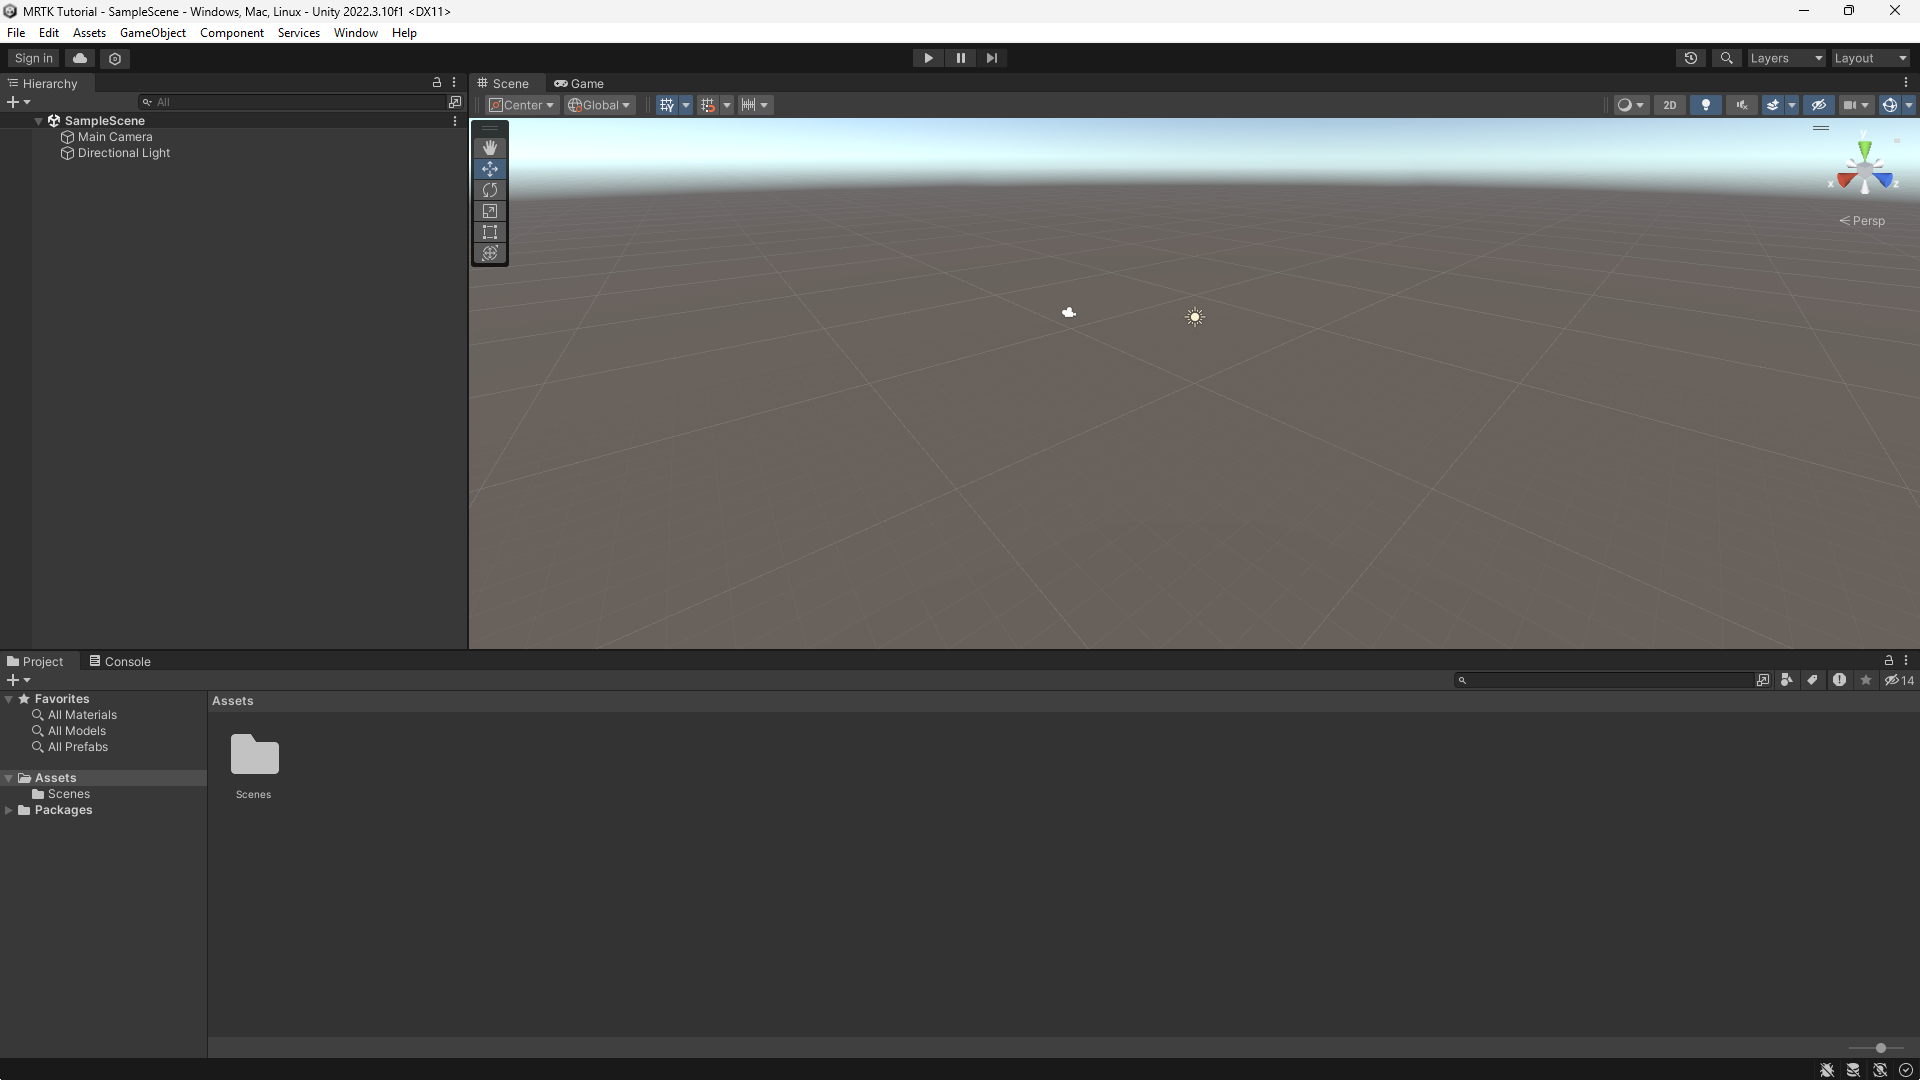 MRTK Tutorial - SampleScene - Windows, Mac, Linux - Unity 2022.3.10f1 <DX11>
File Edit Assets GameObject Component Services Window Help
Sign in Layers Layout
Hierarchy Scene Game
All Center Global 2D
SampleScene
Main Camera
Directional Light
y
x z
Persp
Project Console
14
Favorites Assets
All Materials
All Models
All Prefabs
Assets
Scenes Scenes
Packages